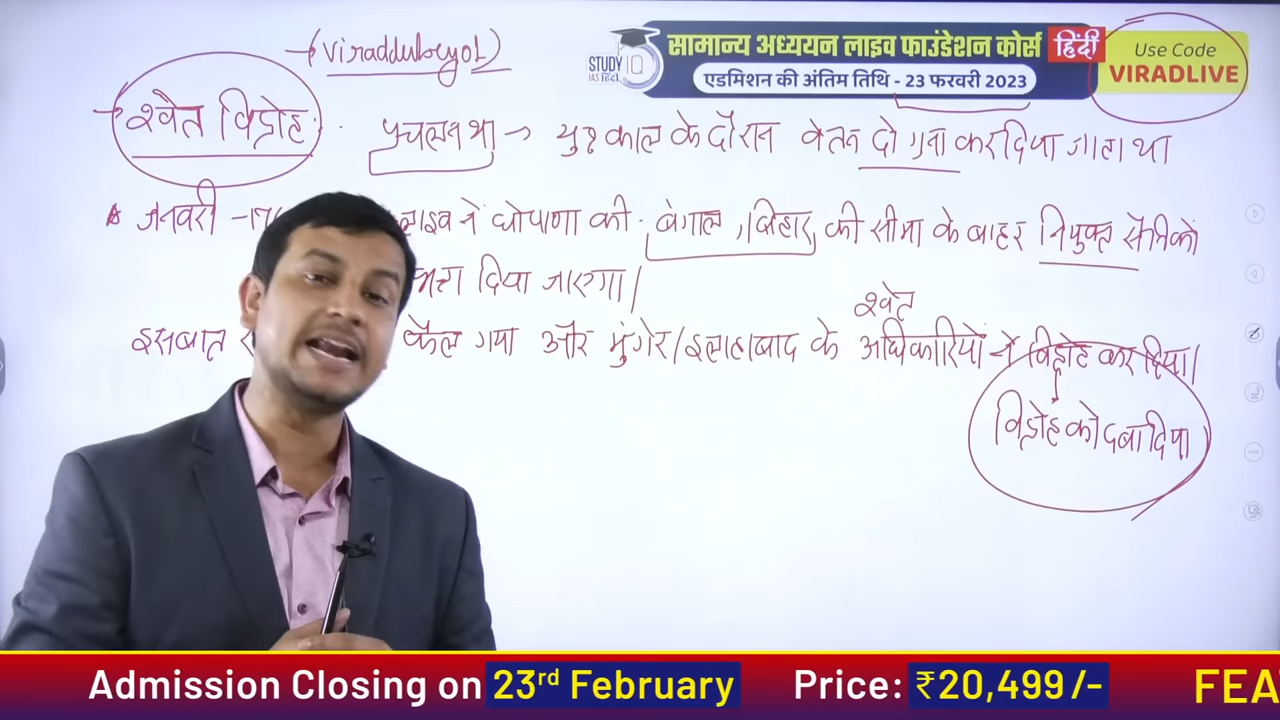 (viraddubey01)
STUDY IQ
IAS हिंदी
सामान्य अध्ययन लाइव फाउंडेशन कोर्स हिंदी
एडमिशन की अंतिम तिथि - 23 फरवरी 2023
Use Code
VIRADLIVE
श्वेत विद्रोह
प्रचलन था → युद्धकाल के दौरान वेतन दो गुना कर दिया जाता था
जनवरी - की घोषणा की बंगाल, बिहार की सीमा के बाहर नियुक्त सैनिकों
भत्ता दिया जाएगा|
श्वेत
इसबात फैल गया और मुंगेर/इलाहाबाद के अधिकारियों ने विद्रोह कर दिया|
विद्रोह को दबा दिया
Admission Closing on 23rd February Price: ₹20,499/- FEA